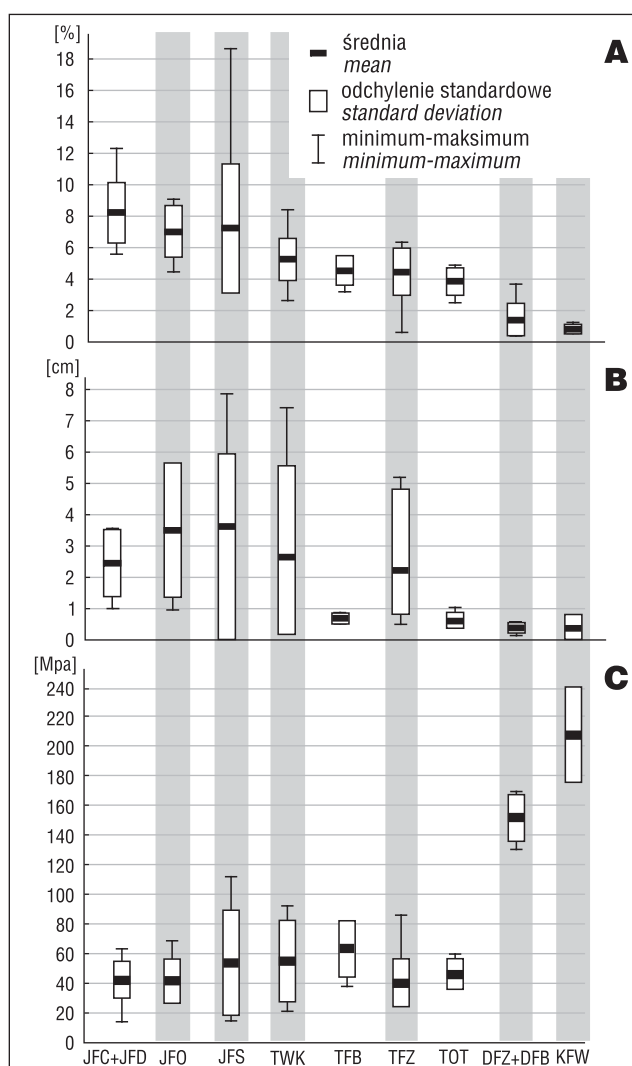 [%]
A
średnia
mean
odchylenie standardowe
standard deviation
minimum-maksimum
minimum-maximum
18
16
14
12
10
8
6
4
2
0
[cm]
B
8
7
6
5
4
3
2
1
0
[Mpa]
C
240
220
200
180
160
140
120
100
80
60
40
20
0
JFC+JFD JFO JFS TWK TFB TFZ TOT DFZ+DFB KFW